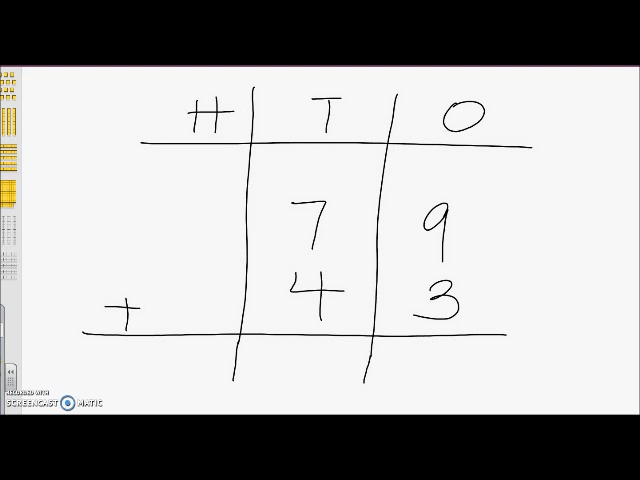 H T O
7 9
+ 4 3
RECORDED WITH
SCREENCAST MATIC